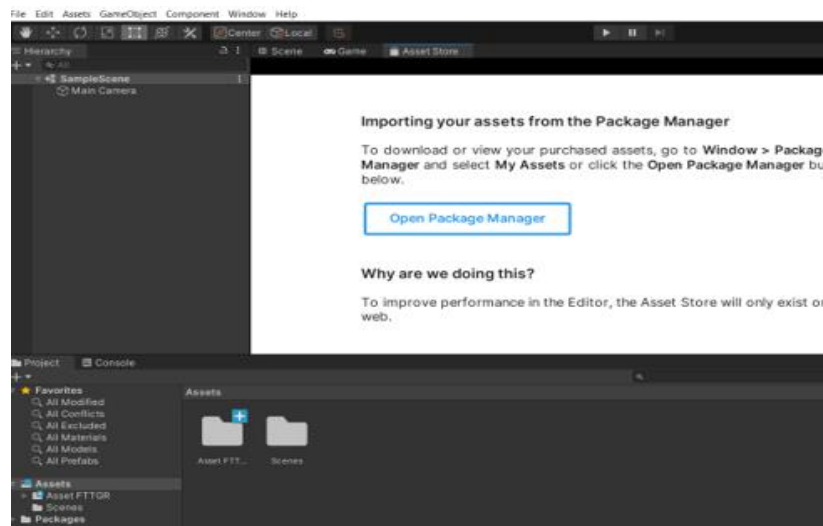 File Edit Assets GameObject Component Window Help
Center Local
Hierarchy
Scene Game Asset Store
All
SampleScene
Main Camera
Importing your assets from the Package Manager
To download or view your purchased assets, go to Window > Packag
Manager and select My Assets or click the Open Package Manager bu
below.
Open Package Manager
Why are we doing this?
To improve performance in the Editor, the Asset Store will only exist o
web.
Project Console
Favorites
All Modified
All Conflicts
All Excluded
All Materials
All Models
All Prefabs
Assets
Asset FTTGR
Scenes
Packages
Assets
Asset FTT... Scenes